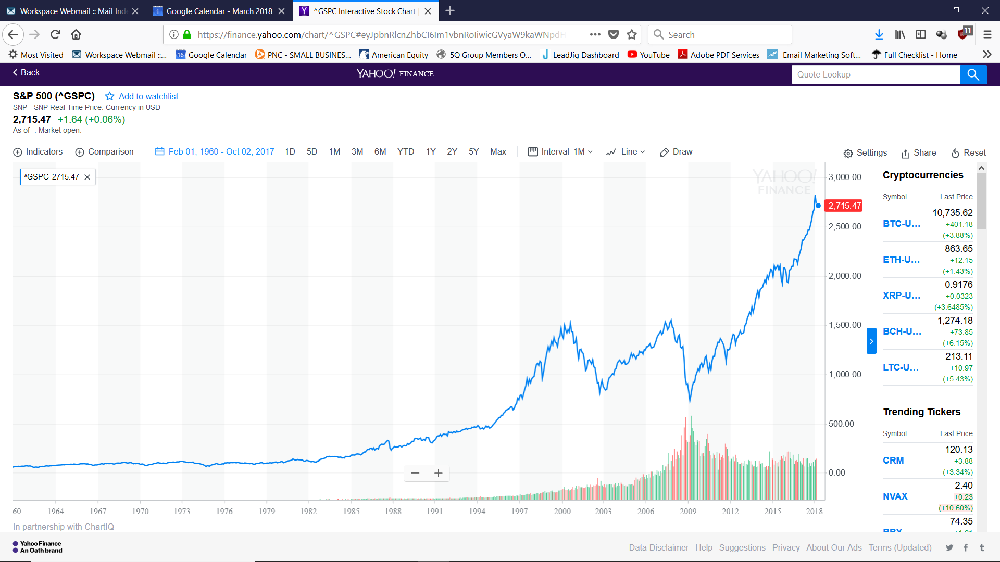 Workspace Webmail :: Mail Ind
Google Calendar - March 2018
^GSPC Interactive Stock Chart |
https://finance.yahoo.com/chart/^GSPC#eyJpbnRlcnZhbCI6Im1vbnRoIiwicGVyaW9kaWNpdH
Search
11
Most Visited
Workspace Webmail ::...
16 Google Calendar
PNC - SMALL BUSINES...
American Equity
5Q Group Members O...
LeadJig Dashboard
YouTube
Adobe PDF Services
Email Marketing Soft...
Full Checklist - Home
Back
YAHOO! FINANCE
Quote Lookup
S&P 500 (^GSPC) Add to watchlist
SNP - SNP Real Time Price. Currency in USD
2,715.47 +1.64 (+0.06%)
As of -. Market open.
Indicators Comparison Feb 01, 1960 - Oct 02, 2017 1D 5D 1M 3M 6M YTD 1Y 2Y 5Y Max Interval 1M Line Draw Settings Share Reset
^GSPC 2715.47
YAHOO!
FINANCE
3,000.00
2,715.47
2,500.00
2,000.00
1,500.00
1,000.00
500.00
0.00
60 1964 1967 1970 1973 1976 1979 1982 1985 1988 1991 1994 1997 2000 2003 2006 2009 2012 2015 2018
In partnership with ChartIQ
Cryptocurrencies
Symbol Last Price
10,735.62
BTC-U... +401.18
(+3.88%)
863.65
ETH-U... +12.15
(+1.43%)
0.9176
XRP-U... +0.0323
(+3.6485%)
1,274.18
BCH-U... +73.85
(+6.15%)
213.11
LTC-U... +10.97
(+5.43%)
Trending Tickers
Symbol Last Price
120.13
CRM +3.88
(+3.34%)
2.40
NVAX +0.23
(+10.60%)
74.35
BBY +1.91
Yahoo Finance
An Oath brand
Data Disclaimer Help Suggestions Privacy About Our Ads Terms (Updated)